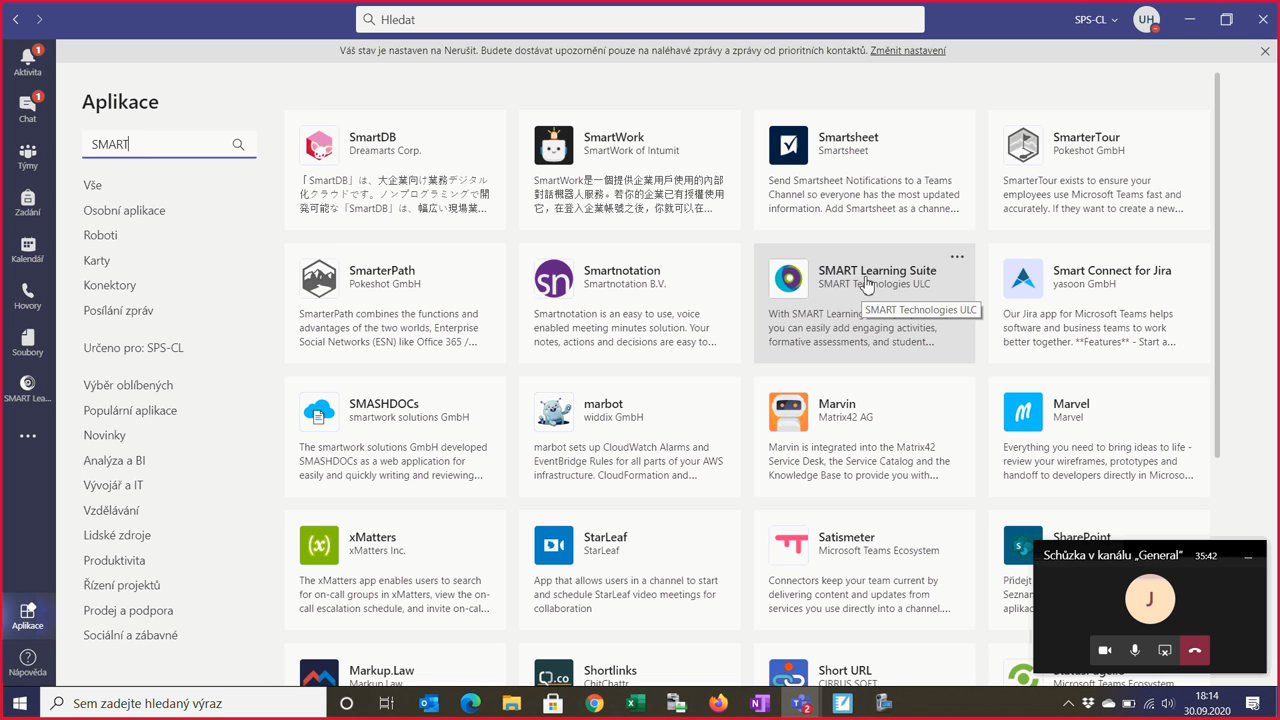 Hledat
SPS-CL
UH
Váš stav je nastaven na Nerušit. Budete dostávat upozornění pouze na naléhavé zprávy a zprávy od prioritních kontaktů. Změnit nastavení
1
Aktivita
1
Chat
Týmy
Zadání
Kalendář
Hovory
Soubory
SMART Lea...
Aplikace
Nápověda
Aplikace
SMART
Vše
Osobní aplikace
Roboti
Karty
Konektory
Posílání zpráv
Určeno pro: SPS-CL
Výběr oblíbených
Populární aplikace
Novinky
Analýza a BI
Vývojář a IT
Vzdělávání
Lidské zdroje
Produktivita
Řízení projektů
Prodej a podpora
Sociální a zábavné
SmartDB
Dreamarts Corp.
「SmartDB」は、大企業向け業務デジタル
化クラウドです。ノンプログラミングで開
発可能な「SmartDB」は、幅広い現場業...
SmartWork
SmartWork of Intumit
SmartWork是一個提供企業用戶使用的內部
對話機器人服務。若你的企業已有授權使用
它，在登入企業帳號之後，你就可以在...
Smartsheet
Smartsheet
Send Smartsheet Notifications to a Teams
Channel so everyone has the most updated
information. Add Smartsheet as a channe...
SmarterTour
Pokeshot GmbH
SmarterTour exists to ensure your
employees use Microsoft Teams fast and
accurately. If they want to create a new...
SmarterPath
Pokeshot GmbH
SmarterPath combines the functions and
advantages of the two worlds, Enterprise
Social Networks (ESN) like Office 365 /...
sn
Smartnotation
Smartnotation B.V.
Smartnotation is an easy to use, voice
enabled meeting minutes solution. Your
notes, actions and decisions are easy to...
SMART Learning Suite
SMART Technologies ULC
SMART Technologies ULC
With SMART Learning
you can easily add engaging activities,
formative assessments, and student...
Smart Connect for Jira
yasoon GmbH
Our Jira app for Microsoft Teams helps
software and business teams to work
better together. **Features** - Start a...
SMASHDOCs
smartwork solutions GmbH
The smartwork solutions GmbH developed
SMASHDOCs as a web application for
easily and quickly writing and reviewing...
marbot
widdix GmbH
marbot sets up CloudWatch Alarms and
EventBridge Rules for all parts of your AWS
infrastructure. CloudFormation and...
Marvin
Matrix42 AG
Marvin is integrated into the Matrix42
Service Desk, the Service Catalog and the
Knowledge Base to provide you with...
Marvel
Marvel
Everything you need to bring ideas to life -
review your wireframes, prototypes and
handoff to developers directly in Microso...
(x)
xMatters
xMatters Inc.
The xMatters app enables users to search
for on-call groups in xMatters, view the on-
call escalation schedule, and invite on-cal...
StarLeaf
StarLeaf
App that allows users in a channel to start
and schedule StarLeaf video meetings for
collaboration
Satismeter
Microsoft Teams Ecosystem
Connectors keep your team current by
delivering content and updates from
services you use directly into a channel....
SharePoint
Přidejt
Seznam
aplikac
Schůzka v kanálu „General“ 35:42
J
Markup.Law
Markup Law
Shortlinks
ChitChattr
Short URL
CIRRUS SOFT
Microsoft Teams Ecosystem
Sem zadejte hledaný výraz
18:14
30.09.2020